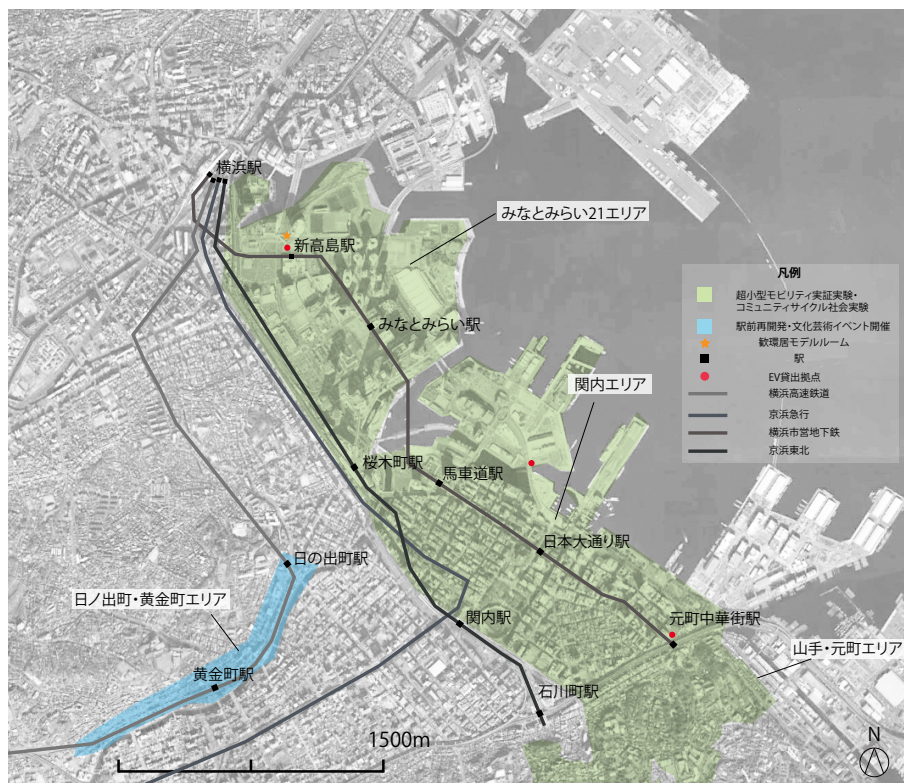 横浜駅
みなとみらい21エリア
新高島駅
凡例
超小型モビリティ実証実験・
コミュニティサイクル社会実験
駅前再開発・文化芸術イベント開催
歓環居モデルルーム
駅
EV貸出拠点
横浜高速鉄道
京浜急行
横浜市営地下鉄
京浜東北
みなとみらい駅
関内エリア
桜木町駅
馬車道駅
日本大通り駅
日の出町駅
日ノ出町・黄金町エリア
関内駅
元町中華街駅
山手・元町エリア
黄金町駅
石川町駅
1500m
N